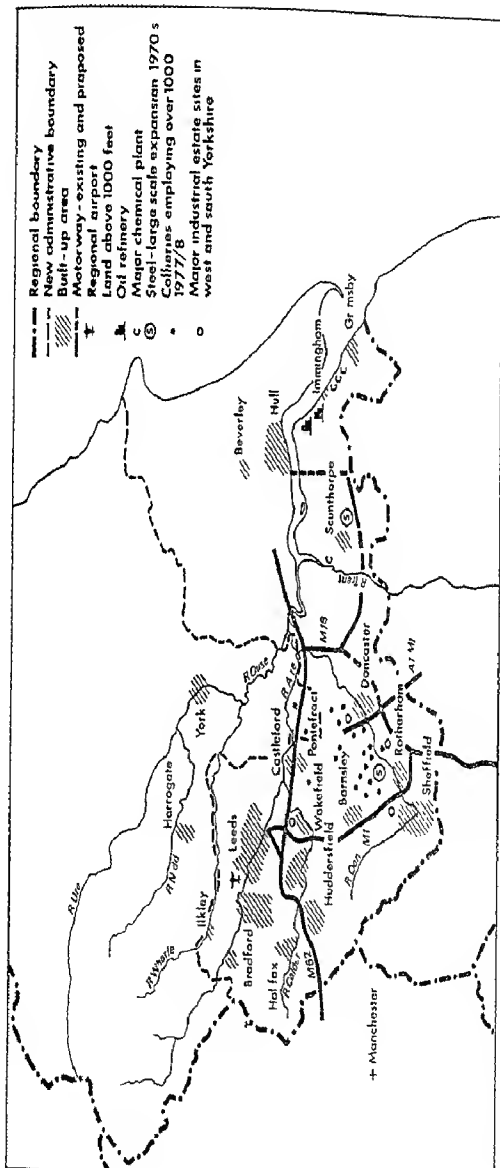 Regional boundary
New administrative boundary
Built-up area
Motorway-existing and proposed
Regional airport
Land above 1000 feet
Oil refinery
C Major chemical plant
S Steel-large scale expansion 1970s
Collieries employing over 1000
1977/8
Major industrial estate sites in
west and south Yorkshire
R Ure
Harrogate
R Nidd
York
R Wharfe
Ilkley
R Ouse
Beverley
Hull
Leeds
Bradford
Castleford
R Aire
C
Halifax
R Calder
Pontefract
Wakefield
Huddersfield
M62
M18
R Trent
C
Scunthorpe
S
Immingham
C C C
Grimsby
Barnsley
Doncaster
A1 M1
S
Rotherham
Sheffield
R Don
M1
+ Manchester